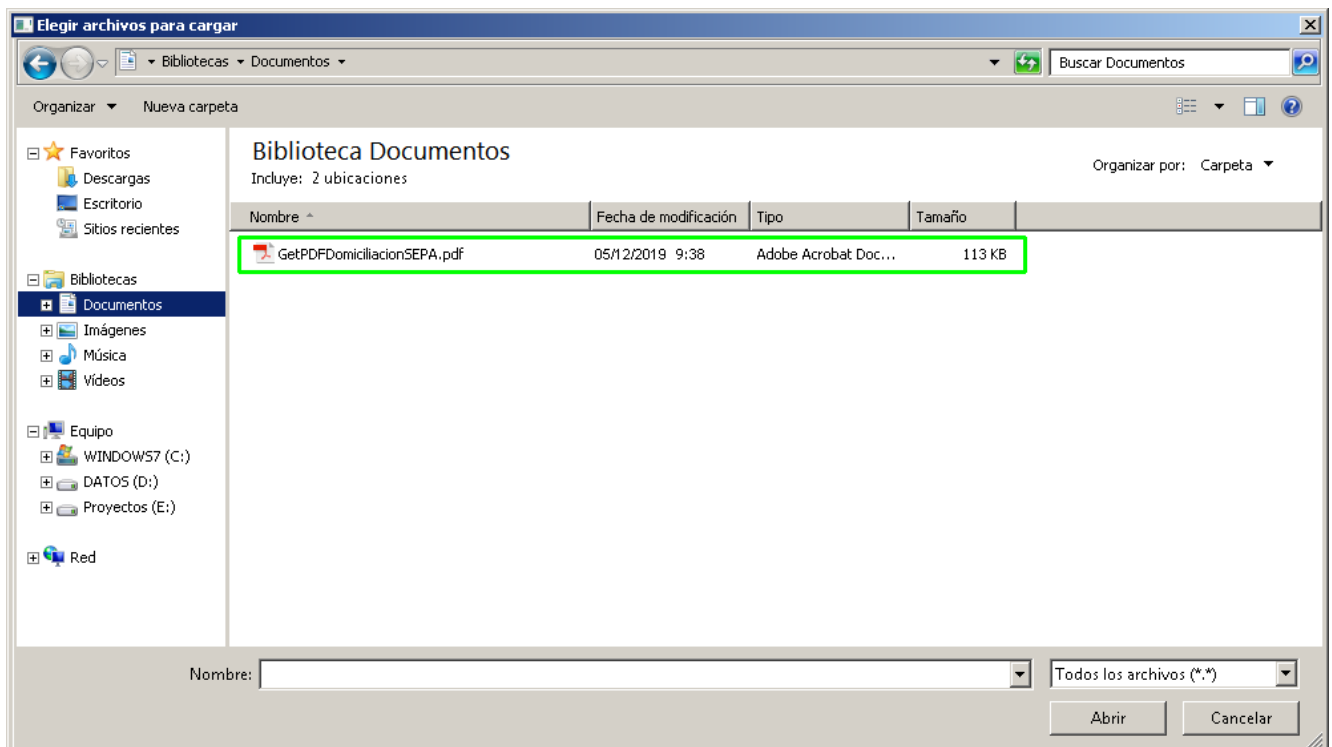 Elegir archivos para cargar
Bibliotecas Documentos
Buscar Documentos
Organizar Nueva carpeta
Favoritos
Descargas
Escritorio
Sitios recientes
Bibliotecas
Documentos
Imágenes
Música
Vídeos
Equipo
WINDOWS7 (C:)
DATOS (D:)
Proyectos (E:)
Red
Biblioteca Documentos
Incluye: 2 ubicaciones
Organizar por: Carpeta
Nombre Fecha de modificación Tipo Tamaño
GetPDFDomiciliacionSEPA.pdf 05/12/2019 9:38 Adobe Acrobat Doc... 113 KB
Nombre: Todos los archivos (*.*)
Abrir Cancelar